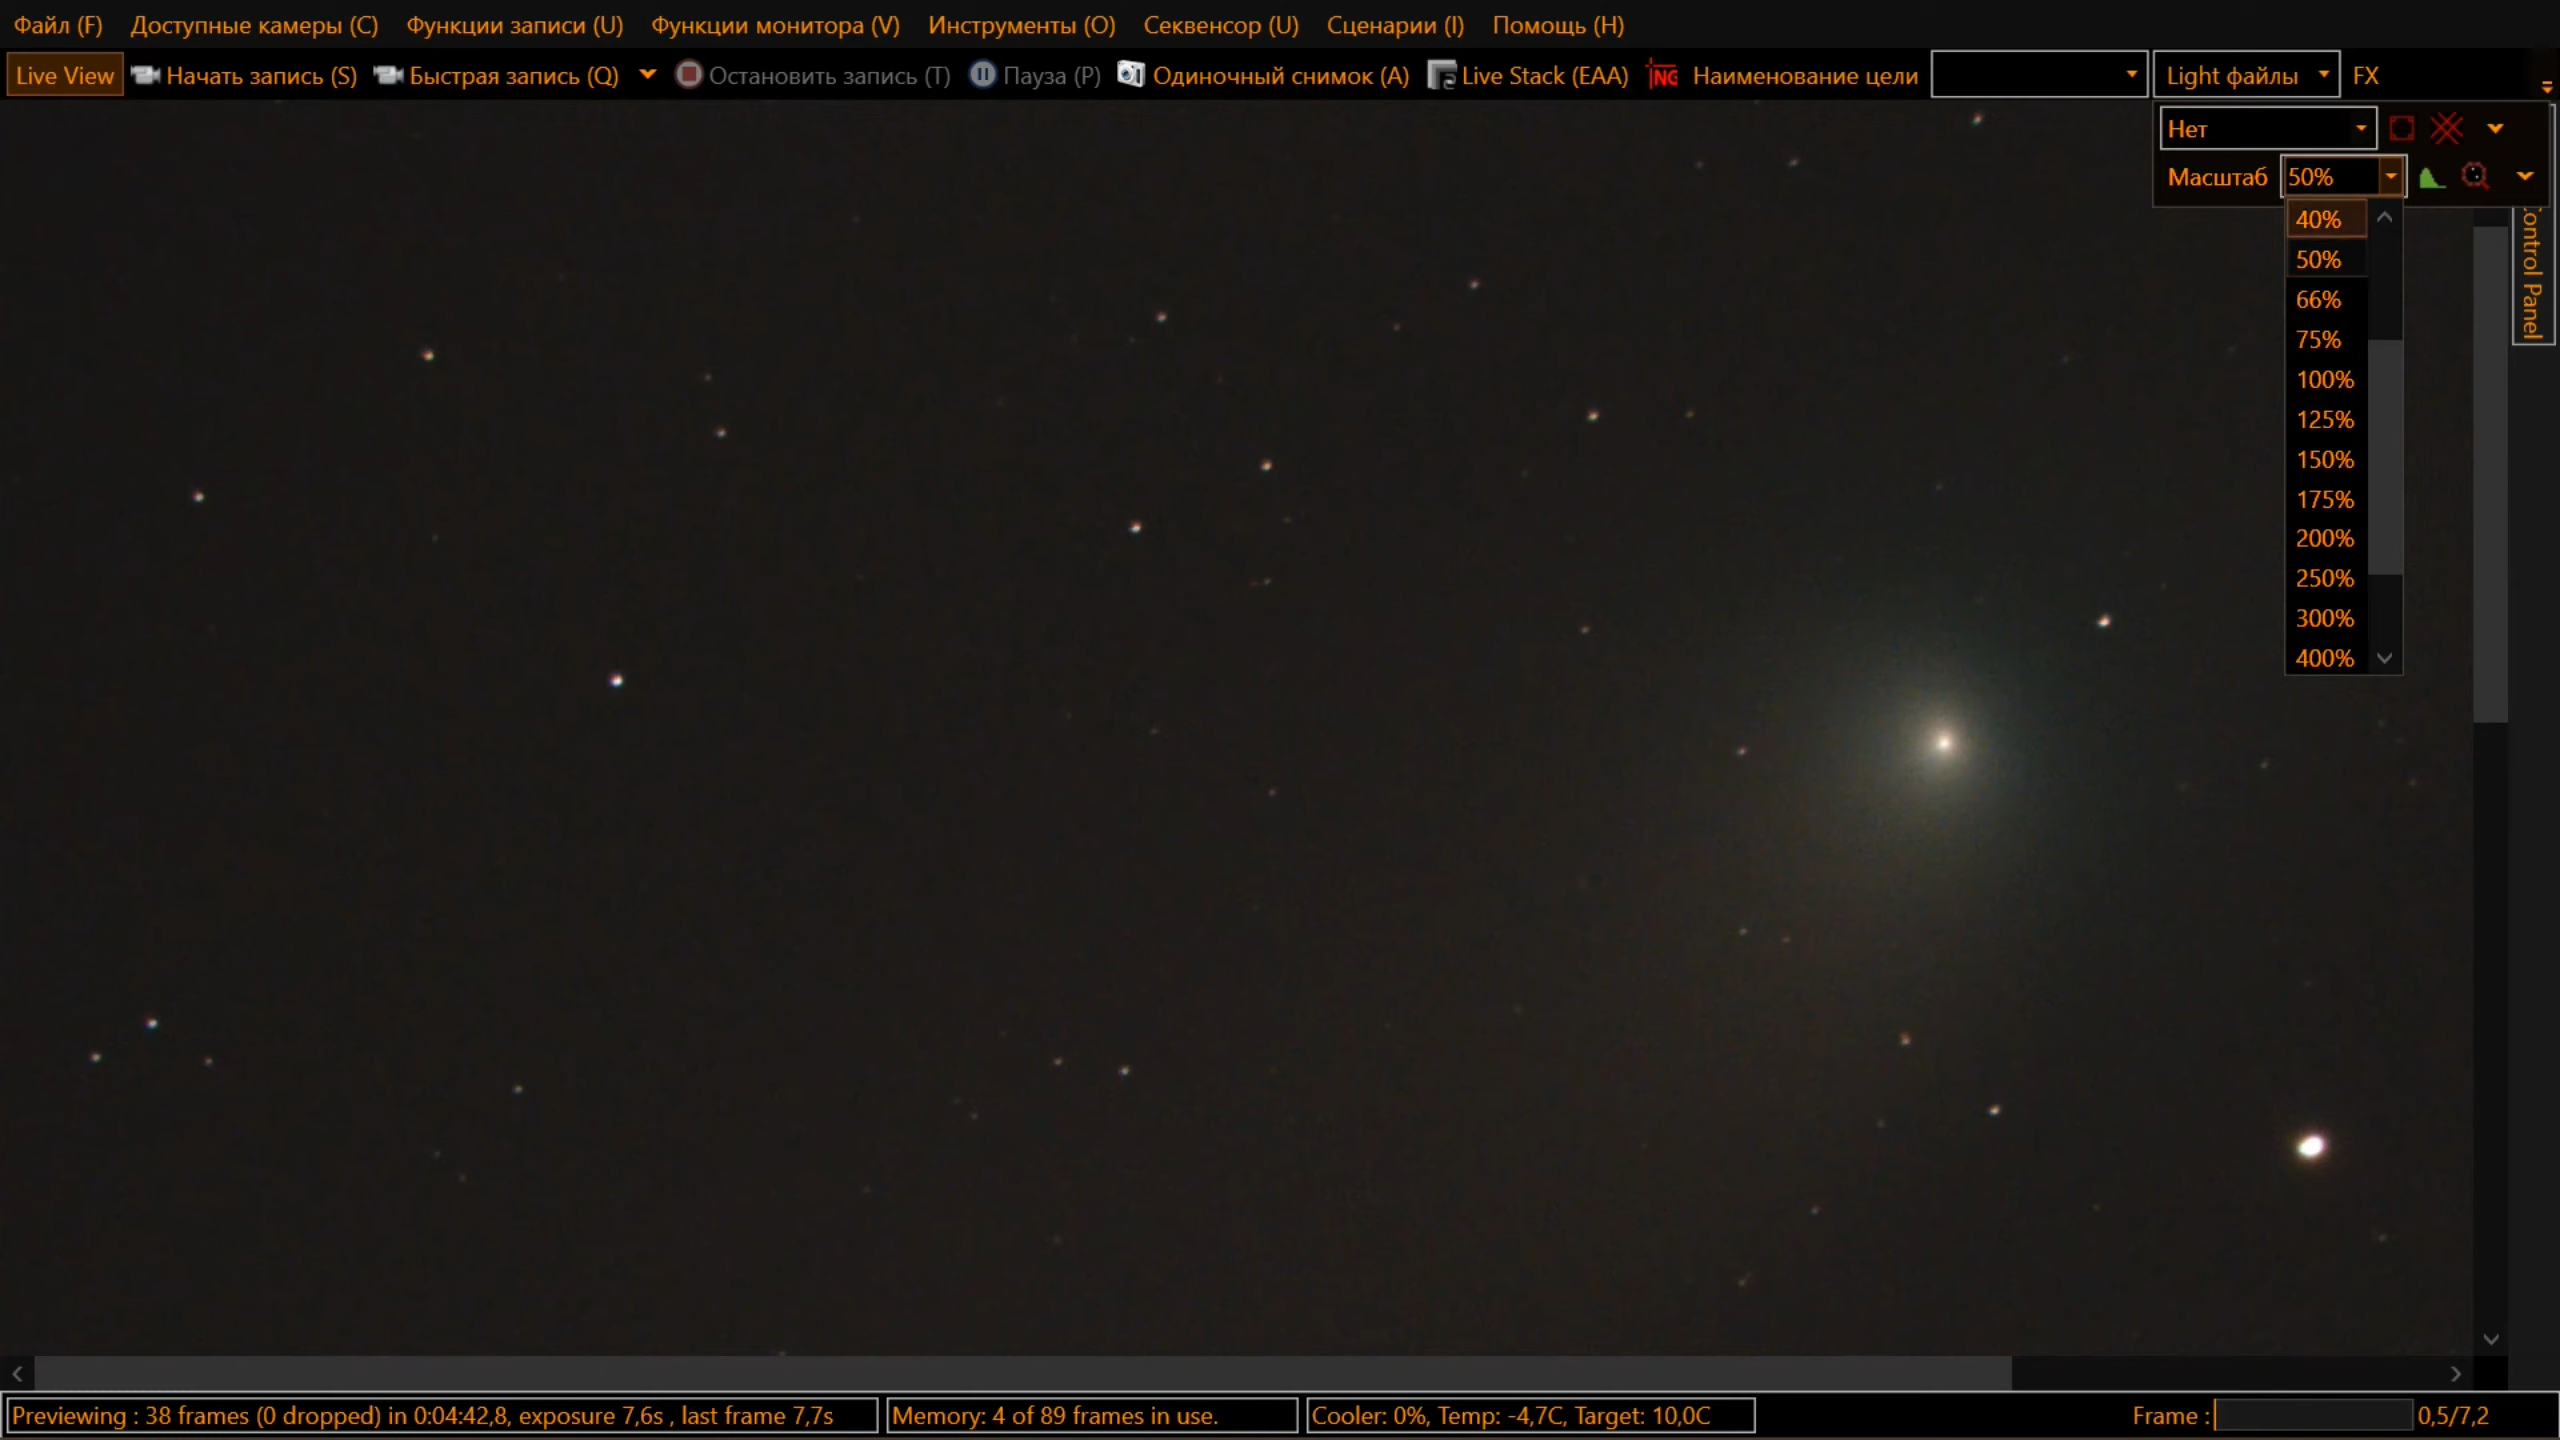 Файл (F) Доступные камеры (C) Функции записи (U) Функции монитора (V) Инструменты (O) Секвенсор (U) Сценарии (I) Помощь (H)
Live View Начать запись (S) Быстрая запись (Q) Остановить запись (T) Пауза (P) Одиночный снимок (A) Live Stack (EAA) NG Наименование цели Light файлы FX
Нет
Масштаб 50%
40%
50%
66%
75%
100%
125%
150%
175%
200%
250%
300%
400%
ontrol Panel
Previewing : 38 frames (0 dropped) in 0:04:42,8, exposure 7,6s , last frame 7,7s Memory: 4 of 89 frames in use. Cooler: 0%, Temp: -4,7C, Target: 10,0C Frame : 0,5/7,2